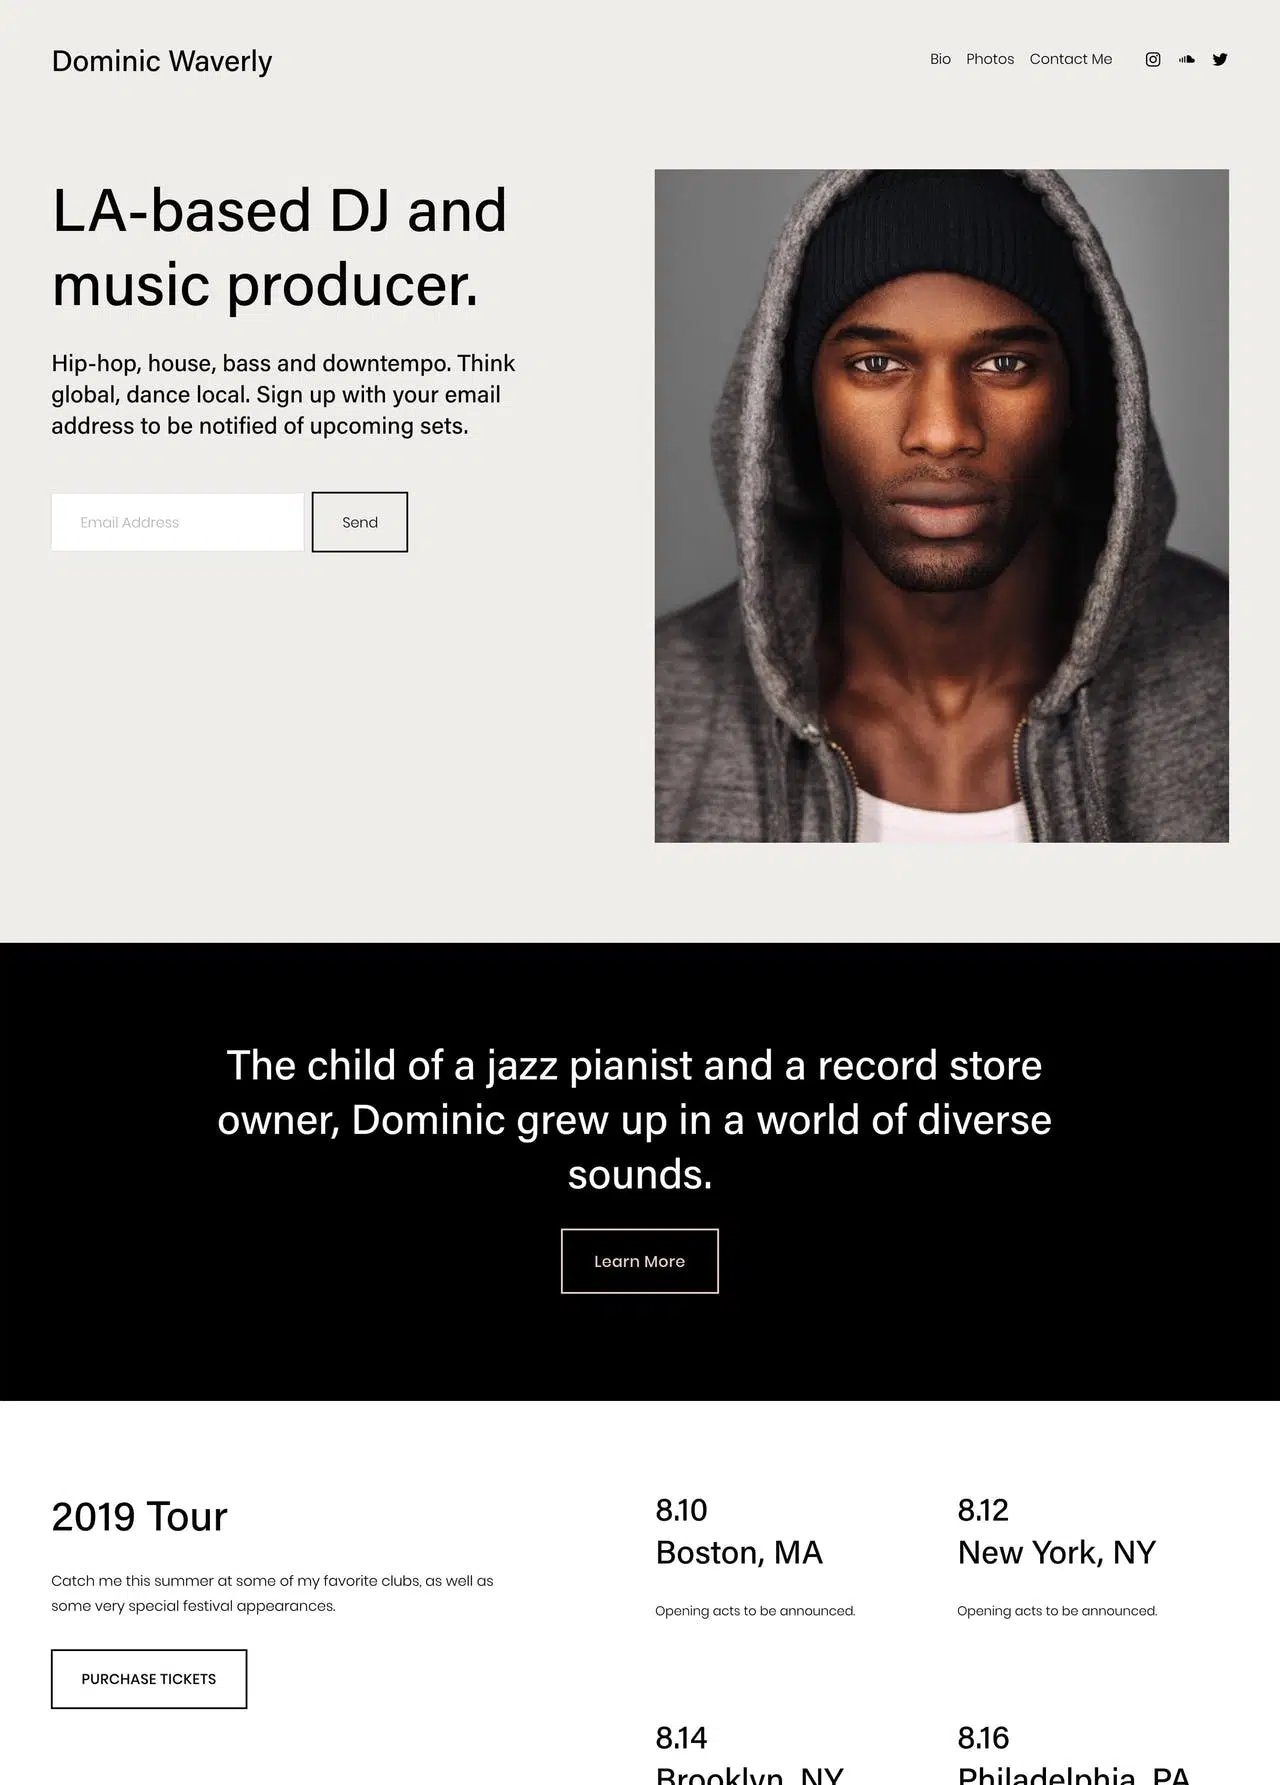 Dominic Waverly
Bio Photos Contact Me
LA-based DJ and
music producer.
Hip-hop, house, bass and downtempo. Think
global, dance local. Sign up with your email
address to be notified of upcoming sets.
Email Address
Send
The child of a jazz pianist and a record store
owner, Dominic grew up in a world of diverse
sounds.
Learn More
2019 Tour
Catch me this summer at some of my favorite clubs, as well as
some very special festival appearances.
PURCHASE TICKETS
8.10
Boston, MA
Opening acts to be announced.
8.12
New York, NY
Opening acts to be announced.
8.14
Brooklyn, NY
8.16
Philadelphia, PA